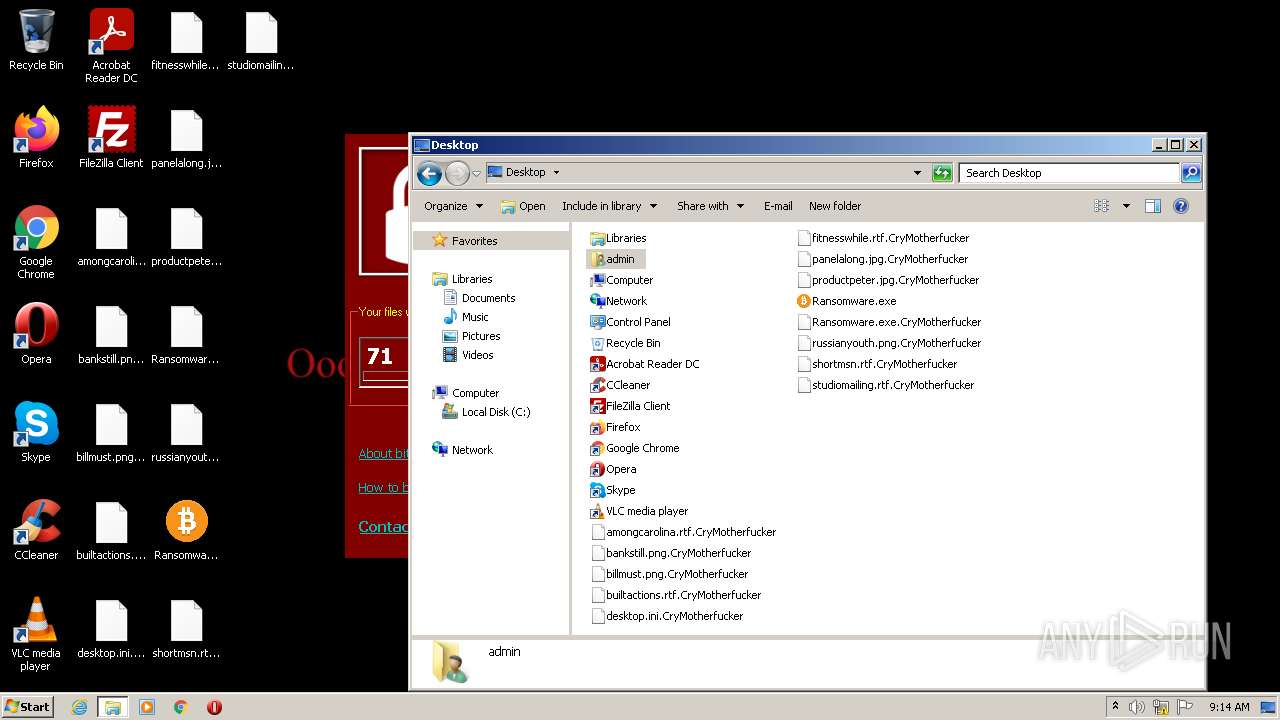 Recycle Bin
Acrobat
Reader DC
fitnesswhile...
studiomailin...
Firefox
FileZilla Client
panelalong.j...
Google
Chrome
amongcaroli...
productpete...
Opera
bankstill.pn...
Ransomwar...
Skype
billmust.png...
russianyout...
CCleaner
builtactions....
Ransomwa...
VLC media
player
desktop.ini....
shortmsn.rt...
Your files
71
About bi
How to b
Contac
Desktop
Desktop
Search Desktop
Organize
Open
Include in library
Share with
E-mail
New folder
Favorites
Libraries
Documents
Music
Pictures
Videos
Computer
Local Disk (C:)
Network
Libraries
admin
Computer
Network
Control Panel
Recycle Bin
Acrobat Reader DC
CCleaner
FileZilla Client
Firefox
Google Chrome
Opera
Skype
VLC media player
amongcarolina.rtf.CryMotherfucker
bankstill.png.CryMotherfucker
billmust.png.CryMotherfucker
builtactions.rtf.CryMotherfucker
desktop.ini.CryMotherfucker
fitnesswhile.rtf.CryMotherfucker
panelalong.jpg.CryMotherfucker
productpeter.jpg.CryMotherfucker
Ransomware.exe
Ransomware.exe.CryMotherfucker
russianyouth.png.CryMotherfucker
shortmsn.rtf.CryMotherfucker
studiomailing.rtf.CryMotherfucker
admin
ANY RUN
Start
9:14 AM